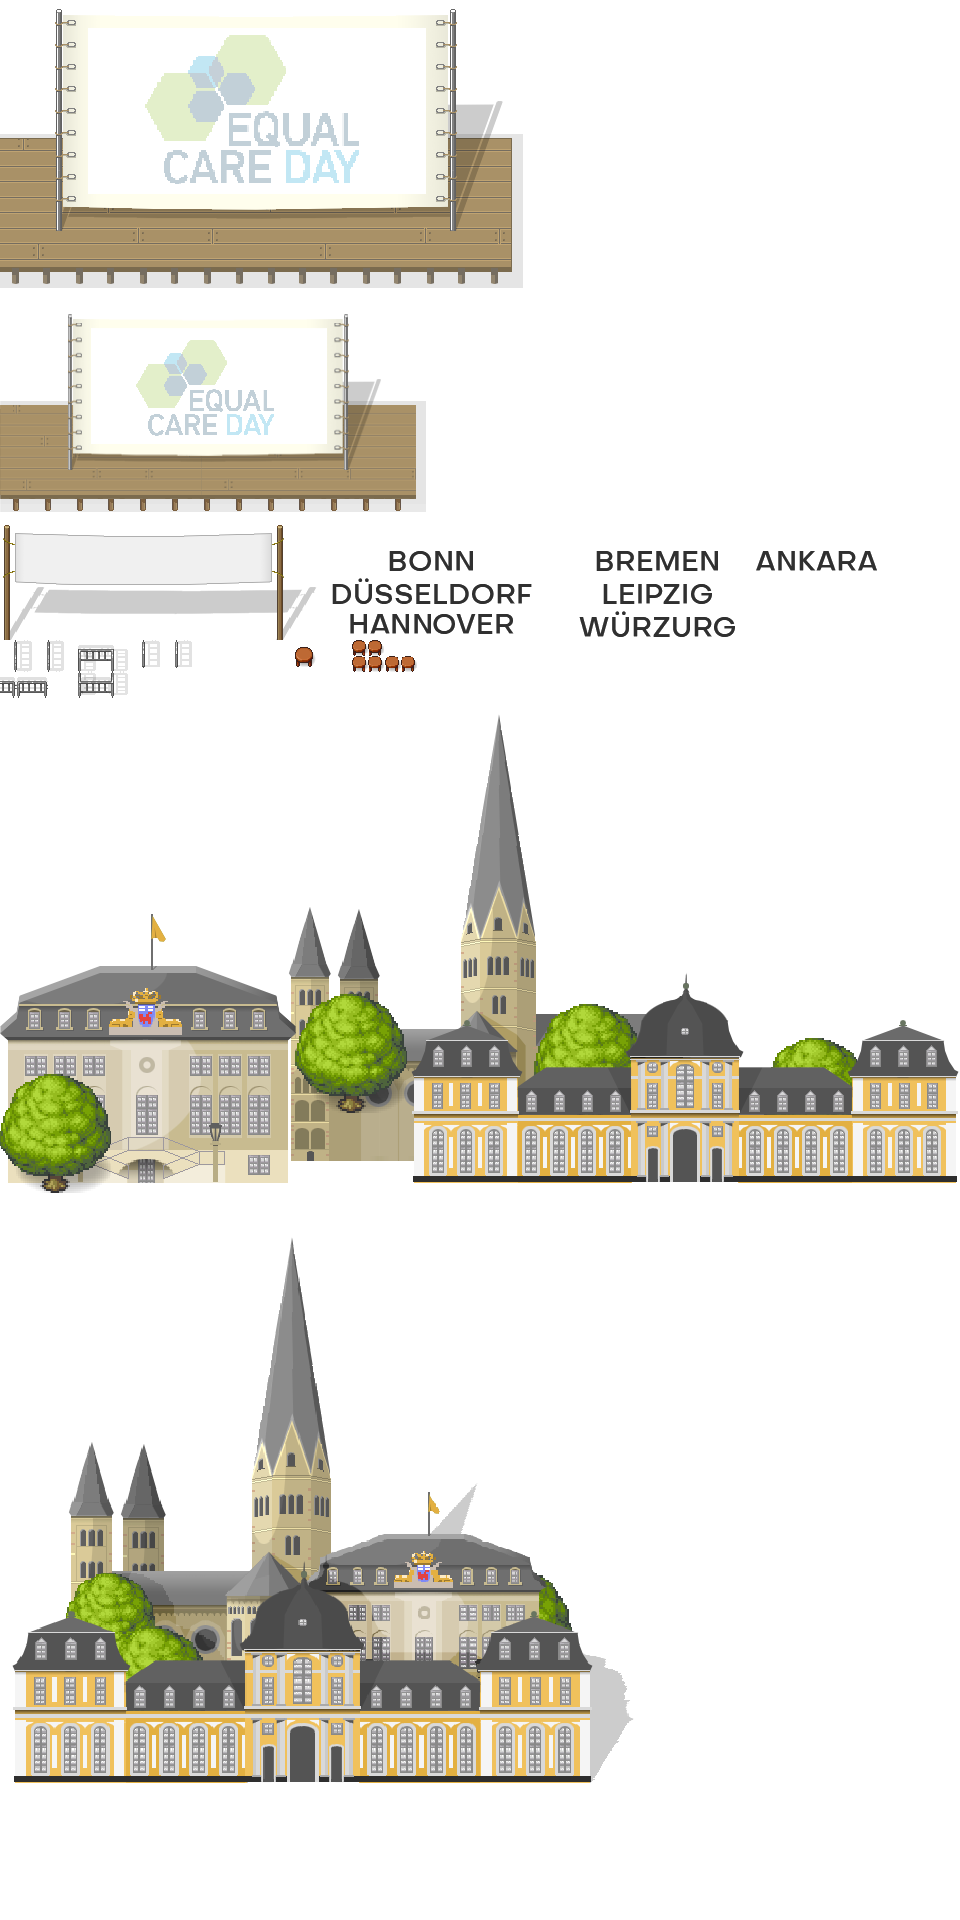 EQUAL
CARE DAY
EQUAL
CARE DAY
BONN
DÜSSELDORF
HANNOVER
BREMEN
LEIPZIG
WÜRZURG
ANKARA